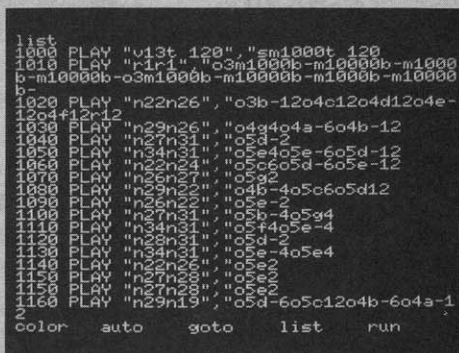 list
1000 PLAY "v13t 120","sm1000t 120
1010 PLAY "r1r1","o3m1000b-m10000b-m1000
b-m10000b-o3m1000b-m10000b-m1000b-m10000
b-
1020 PLAY "n22n26","o3b-12o4c12o4d12o4e-
12o4f12r12
1030 PLAY "n29n26","o4g4o4a-6o4b-12
1040 PLAY "n27n31","o5d-2
1050 PLAY "n34n31","o5e4o5e-6o5d-12
1060 PLAY "n22n24","o5c6o5d-6o5e-12
1070 PLAY "n26n27","o5g2
1080 PLAY "n29n22","o4b-4o5c6o5d12
1090 PLAY "n26n22","o5e-2
1100 PLAY "n27n31","o5b-4o5g4
1110 PLAY "n34n31","o5f4o5e-4
1120 PLAY "n28n31","o5d-2
1130 PLAY "n34n31","o5e-4o5e4
1140 PLAY "n22n26","o5e2
1150 PLAY "n27n28","o5e2
1150 PLAY "n27n28","o5e2
1160 PLAY "n29n19","o5d-6o5c12o4b-6o4a-1
2
color auto goto list run